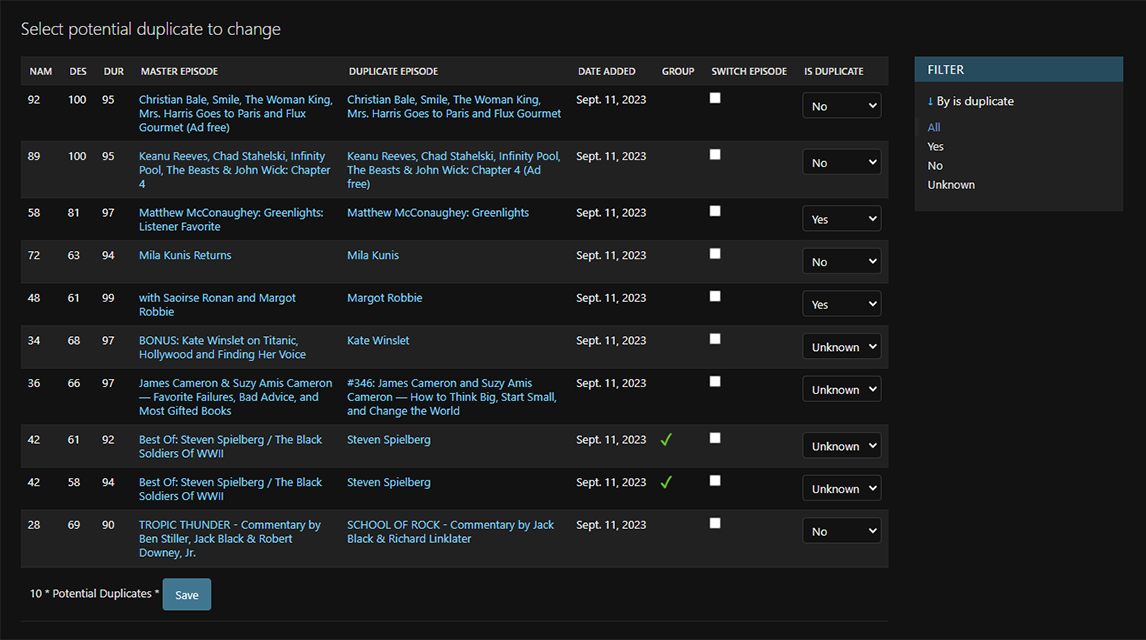 Select potential duplicate to change
NAM DES DUR MASTER EPISODE DUPLICATE EPISODE DATE ADDED GROUP SWITCH EPISODE IS DUPLICATE
92 100 95 Christian Bale, Smile, The Woman King, Christian Bale, Smile, The Woman King, Sept. 11, 2023 No
Mrs. Harris Goes to Paris and Flux Mrs. Harris Goes to Paris and Flux Gourmet
Gourmet (Ad free)
89 100 95 Keanu Reeves, Chad Stahelski, Infinity Keanu Reeves, Chad Stahelski, Infinity Pool, Sept. 11, 2023 No
Pool, The Beasts & John Wick: Chapter The Beasts & John Wick: Chapter 4 (Ad
4 free)
58 81 97 Matthew McConaughey: Greenlights: Matthew McConaughey: Greenlights Sept. 11, 2023 Yes
Listener Favorite
72 63 94 Mila Kunis Returns Mila Kunis Sept. 11, 2023 No
48 61 99 with Saoirse Ronan and Margot Margot Robbie Sept. 11, 2023 Yes
Robbie
34 68 97 BONUS: Kate Winslet on Titanic, Kate Winslet Sept. 11, 2023 Unknown
Hollywood and Finding Her Voice
36 66 97 James Cameron & Suzy Amis Cameron #346: James Cameron and Suzy Amis Sept. 11, 2023 Unknown
— Favorite Failures, Bad Advice, and Cameron — How to Think Big, Start Small,
Most Gifted Books and Change the World
42 61 92 Best Of: Steven Spielberg / The Black Steven Spielberg Sept. 11, 2023 Unknown
Soldiers Of WWII
42 58 94 Best Of: Steven Spielberg / The Black Steven Spielberg Sept. 11, 2023 Unknown
Soldiers Of WWII
28 69 90 TROPIC THUNDER - Commentary by SCHOOL OF ROCK - Commentary by Jack Sept. 11, 2023 No
Ben Stiller, Jack Black & Robert Black & Richard Linklater
Downey, Jr.
10 * Potential Duplicates * Save
FILTER
↓ By is duplicate
All
Yes
No
Unknown